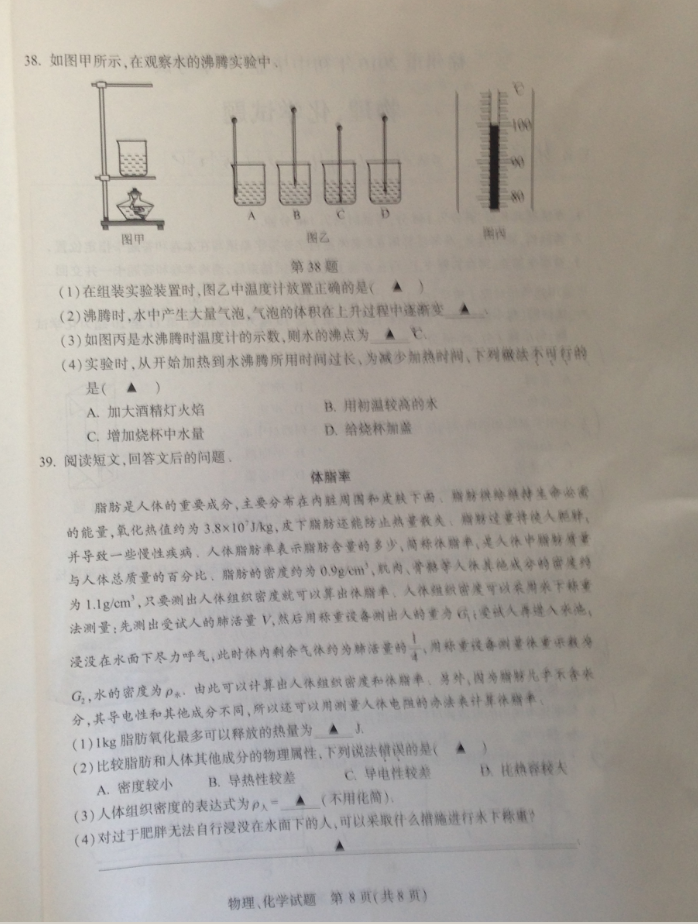 38. 如图甲所示,在观察水的沸腾实验中.
℃
100
90
80
A B C D
图甲 图乙 图丙
第38题
(1)在组装实验装置时,图乙中温度计放置正确的是( ▲ )
(2)沸腾时,水中产生大量气泡,气泡的体积在上升过程中逐渐变 ▲ .
(3)如图丙是水沸腾时温度计的示数,则水的沸点为 ▲ ℃.
(4)实验时,从开始加热到水沸腾所用时间过长、为减少加热时间、下列做法不可行的
是( ▲ )
A. 加大酒精灯火焰 B. 用初温较高的水
C. 增加烧杯中水量 D. 给烧杯加盖
39. 阅读短文,回答文后的问题.
体脂率
脂肪是人体的重要成分,主要分布在内脏周围和皮肤下面. 脂肪供给维持生命必需
的能量,氧化热值约为3.8×10⁷J/kg,皮下脂肪还能防止热量散失. 脂肪过量将使人肥胖,
并导致一些慢性疾病. 人体脂肪率表示脂肪含量的多少,简称体脂率,是人体中脂肪质量
与人体总质量的百分比. 脂肪的密度约为0.9g/cm³,肌肉、骨骼等人体其他成分的密度约
为1.1g/cm³,只要测出人体组织密度就可以算出体脂率. 人体组织密度可以采用水下称重
法测量:先测出受试人的肺活量V,然后用称重设备测出人的重为G₁;受试人再进入水池,
浸没在水面下尽力呼气,此时体内剩余气体约为肺活量的1/4,用称重设备测量体重示数为
G₂,水的密度为ρ水. 由此可以计算出人体组织密度和体脂率. 另外,因为脂肪几乎不含水
分,其导电性和其他成分不同,所以还可以用测量人体电阻的办法来计算体脂率.
(1)1kg脂肪氧化最多可以释放的热量为 ▲ J.
(2)比较脂肪和人体其他成分的物理属性,下列说法错误的是( ▲ )
A. 密度较小 B. 导热性较差 C. 导电性较差 D. 比热容较大
(3)人体组织密度的表达式为ρ人= ▲ (不用化简).
(4)对过于肥胖无法自行浸没在水面下的人,可以采取什么措施进行水下称重?
▲
物理、化学试题 第8页(共8页)